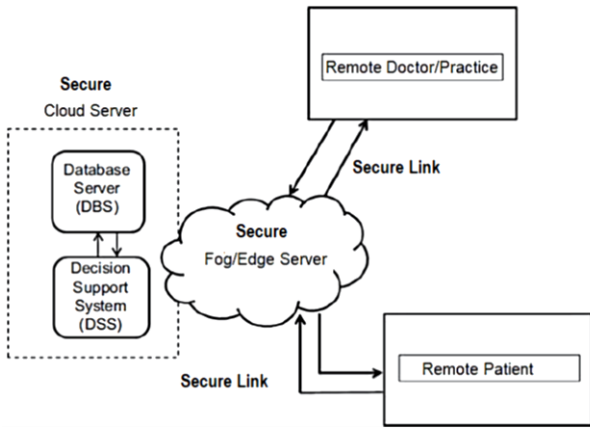 Remote Doctor/Practice
Secure
Cloud Server
Database
Server
(DBS)
Secure Link
Secure
Fog/Edge Server
Decision
Support
System
(DSS)
Remote Patient
Secure Link